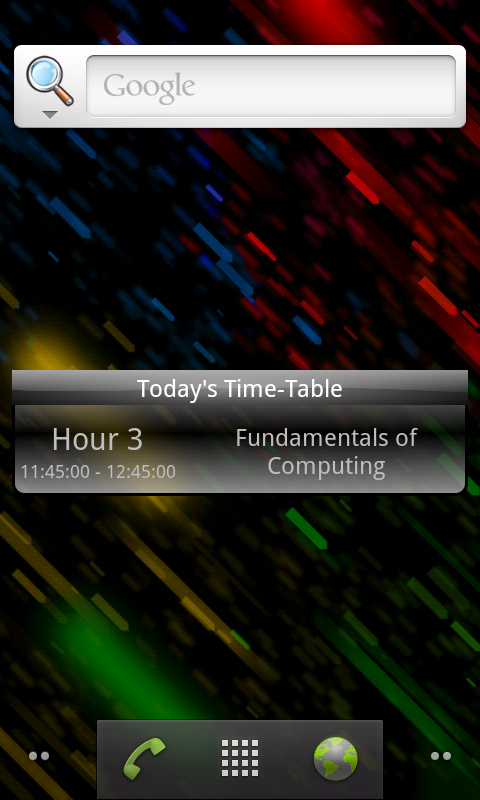 Google
Today's Time-Table
Hour 3
11:45:00 - 12:45:00
Fundamentals of
Computing